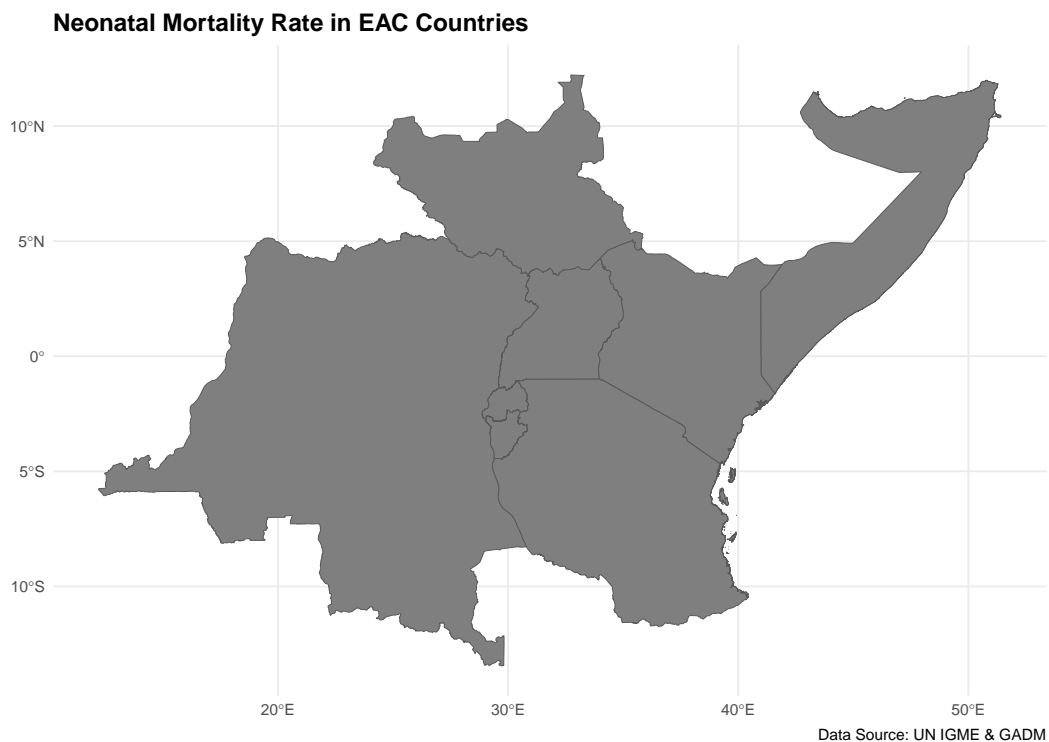 Neonatal Mortality Rate in EAC Countries
10°N
5°N
0°
5°S
10°S
20°E
30°E
40°E
50°E
Data Source: UN IGME & GADM